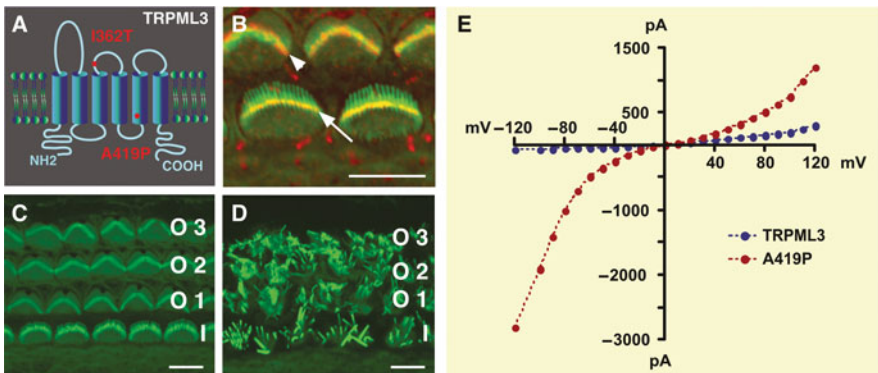 A
TRPML3
I362T
A419P
NH2
COOH
B
C
O 3
O 2
O 1
I
D
O 3
O 2
O 1
I
E
pA
1500
1000
500
mV –120 –80 –40
40 80 120 mV
–1000
–2000
–3000
pA
TRPML3
A419P